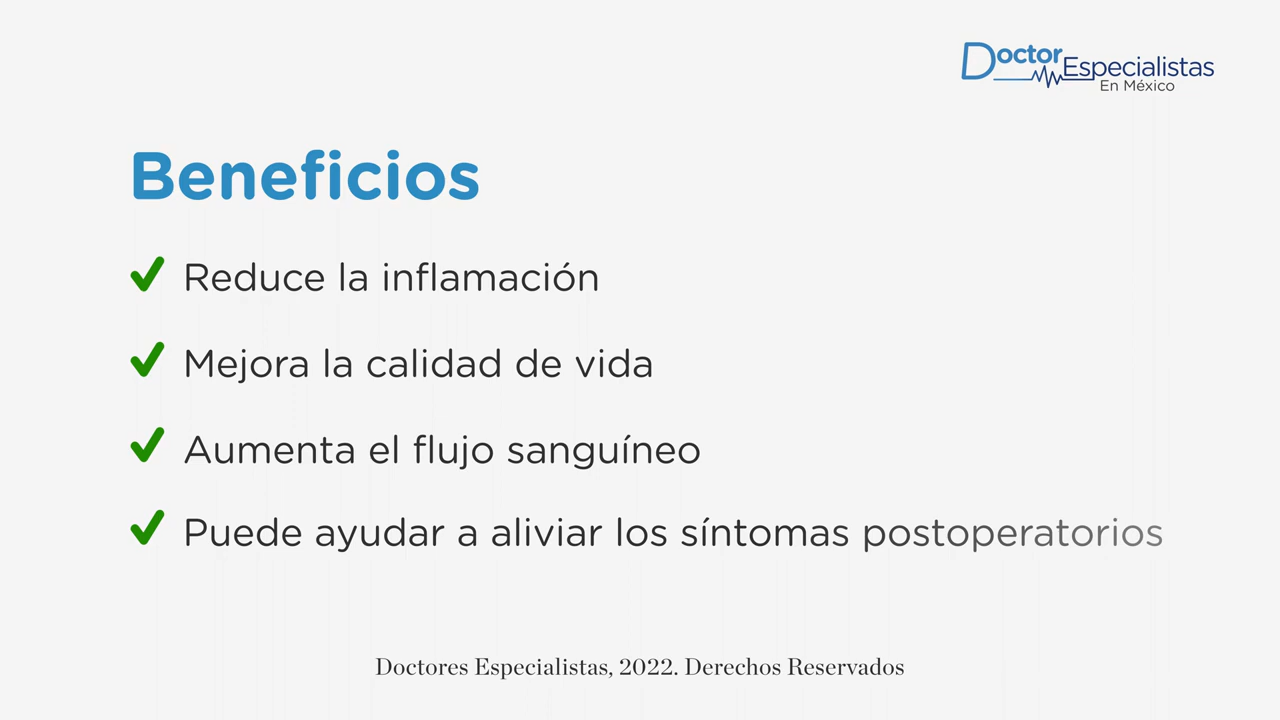 Doctor Especialistas
En México
Beneficios
Reduce la inflamación
Mejora la calidad de vida
Aumenta el flujo sanguíneo
Puede ayudar a aliviar los síntomas postoperatorios
Doctores Especialistas, 2022. Derechos Reservados